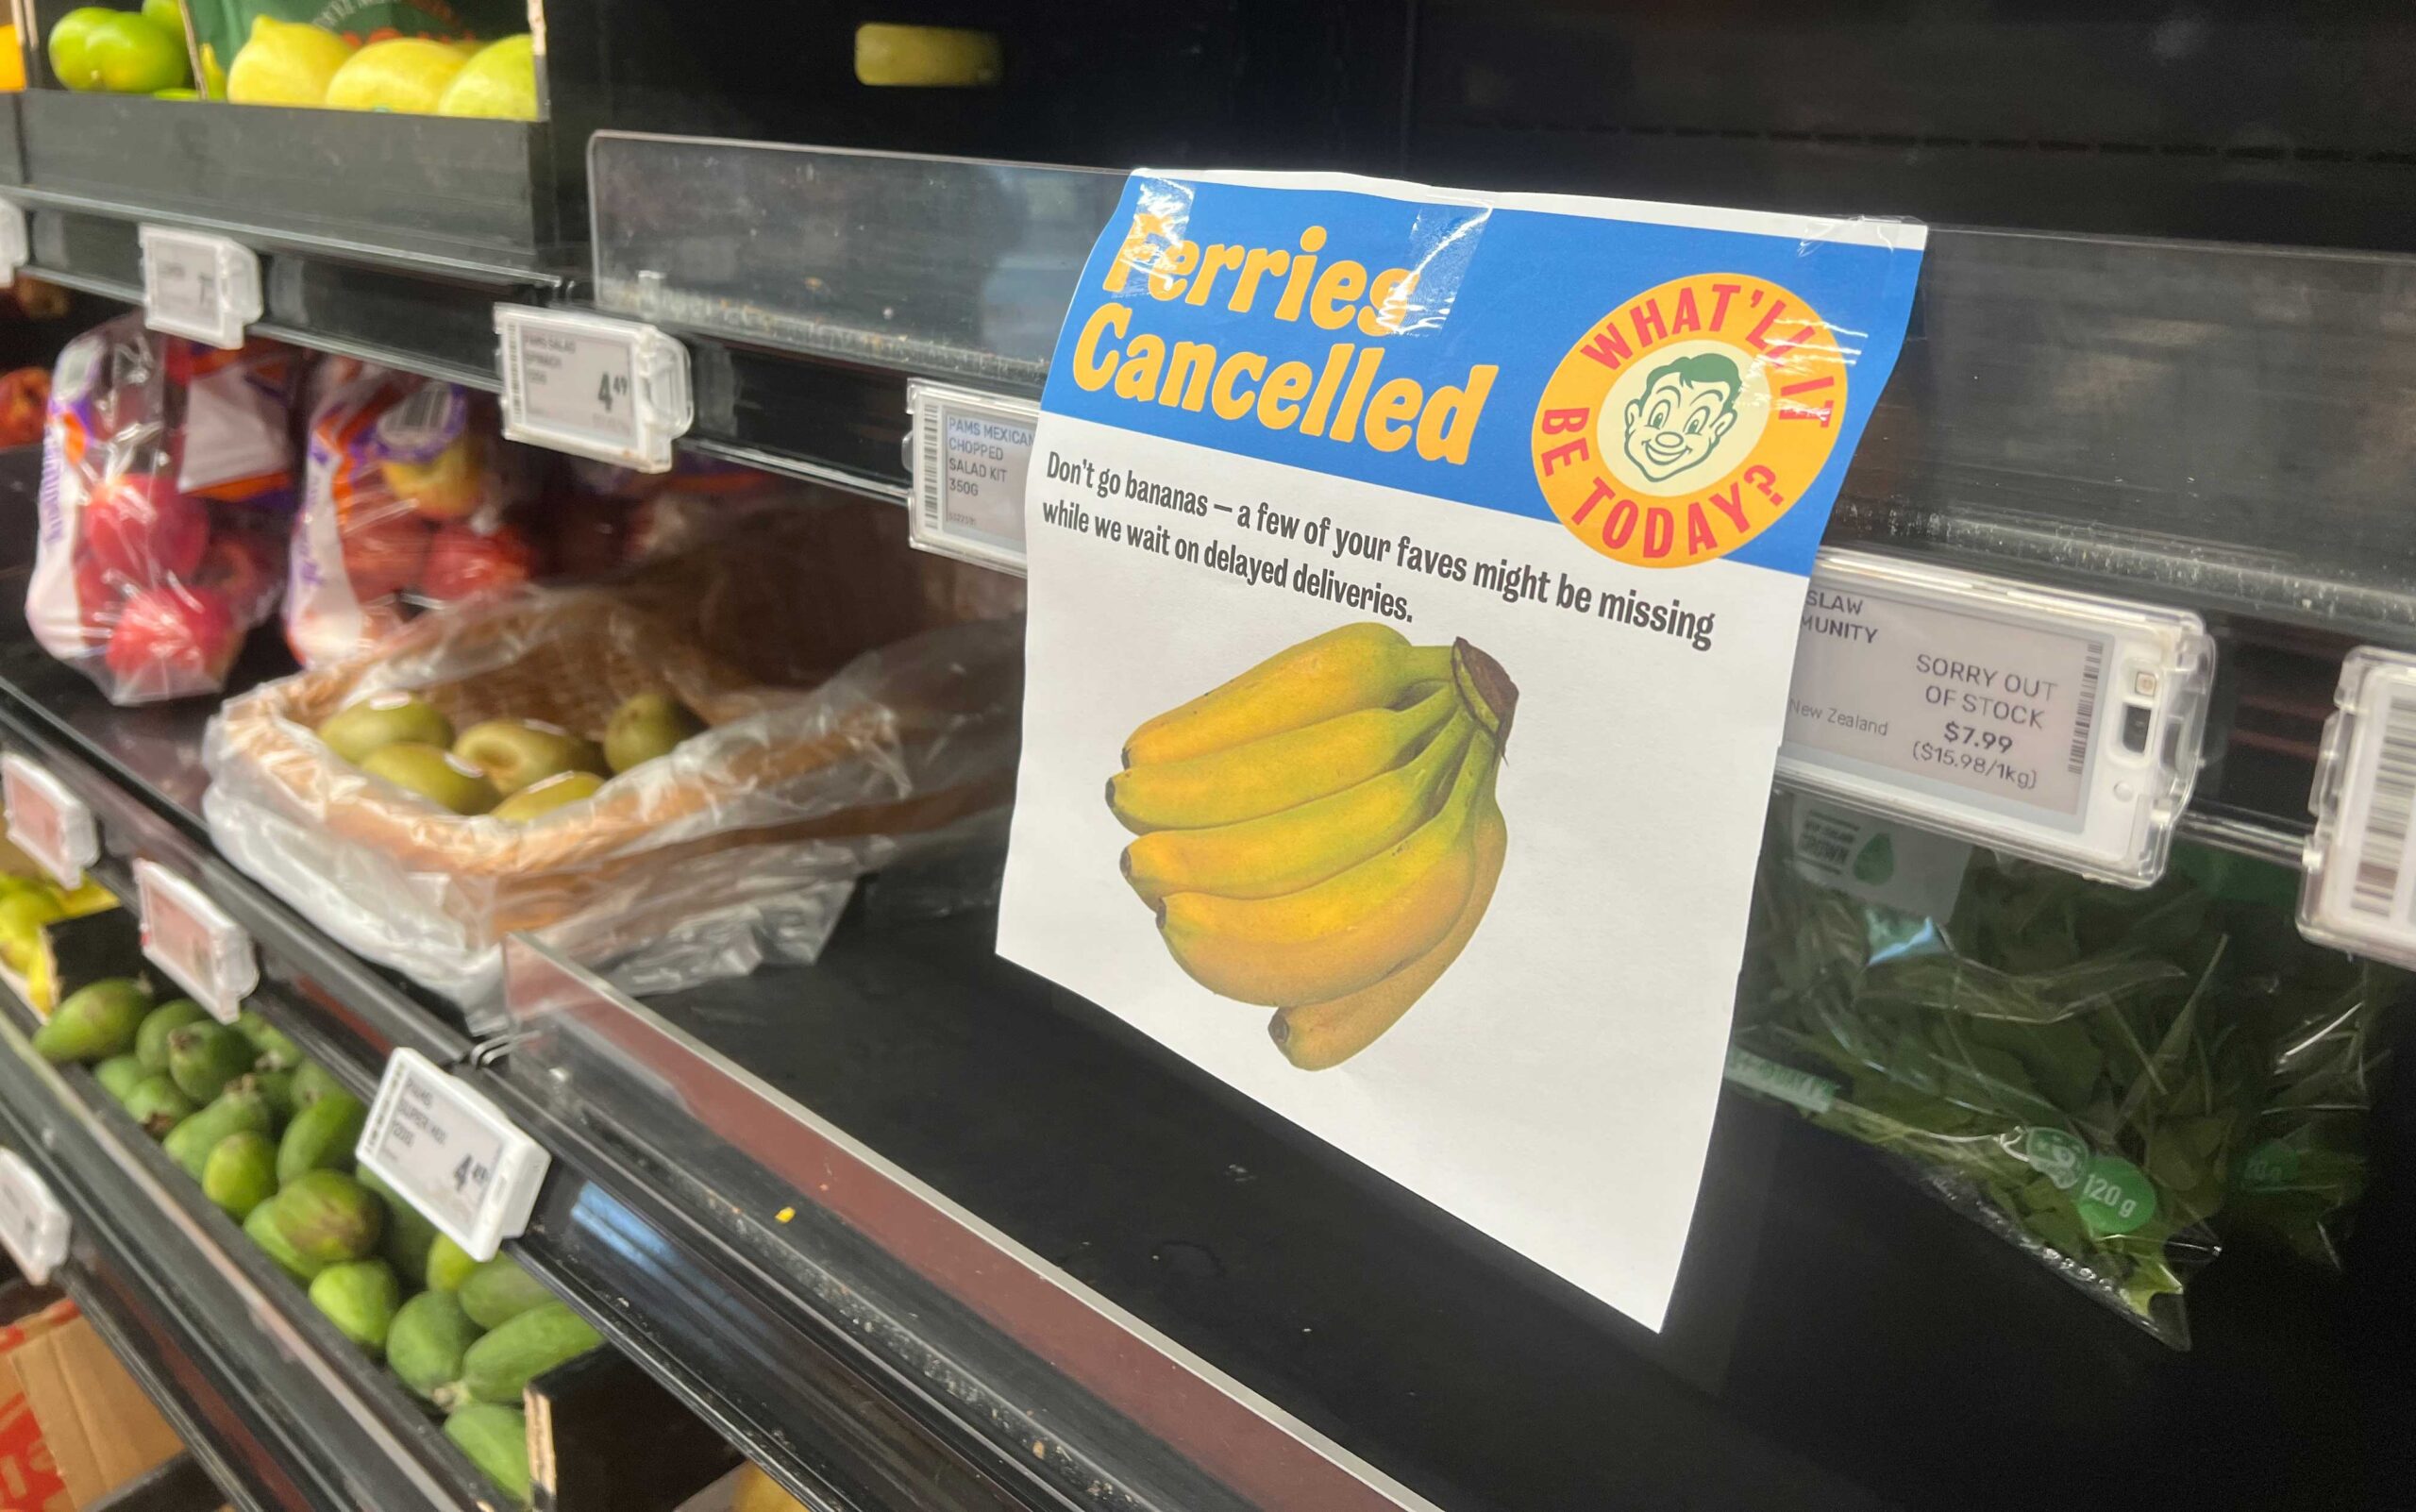 Ferries
Cancelled
WHAT'LL IT
BE TODAY?
Don't go bananas – a few of your faves might be missing
while we wait on delayed deliveries.
4 49
PAMS MEXICAN
CHOPPED
SALAD KIT
350G
SLAW
MUNITY
New Zealand
SORRY OUT
OF STOCK
$7.99
($15.98/1kg)
4 49
120 g